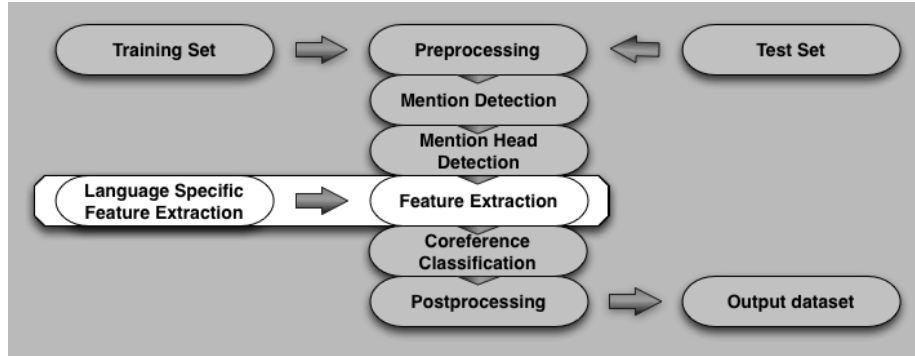 Training Set
Preprocessing
Test Set
Mention Detection
Mention Head
Detection
Language Specific
Feature Extraction
Feature Extraction
Coreference
Classification
Postprocessing
Output dataset